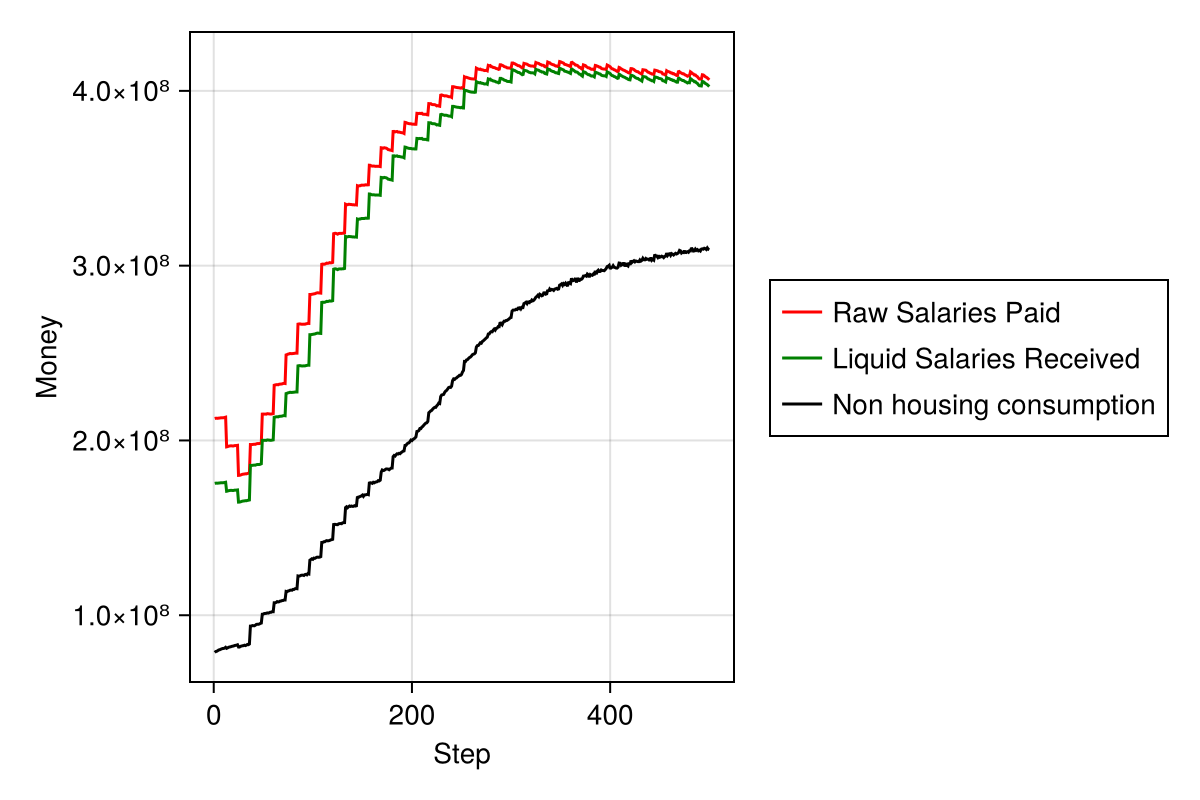 4.0×10⁸
3.0×10⁸
2.0×10⁸
1.0×10⁸
Money
0 200 400
Step
Raw Salaries Paid
Liquid Salaries Received
Non housing consumption